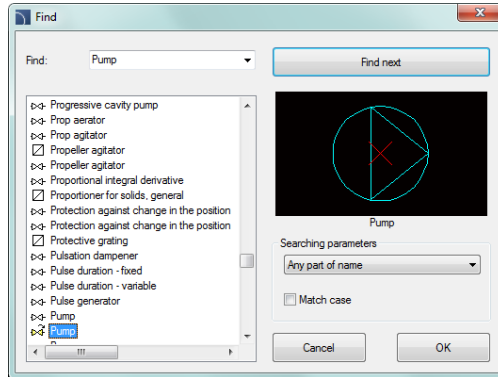 Find
Find:
Pump
Find next
Progressive cavity pump
Prop aerator
Prop agitator
Propeller agitator
Propeller agitator
Proportional integral derivative
Proportioner for solids, general
Protection against change in the position
Protection against change in the position
Protective grating
Pulsation dampener
Pulse duration - fixed
Pulse duration - variable
Pulse generator
Pump
Pump
Pump
Searching parameters
Any part of name
Match case
Cancel
OK